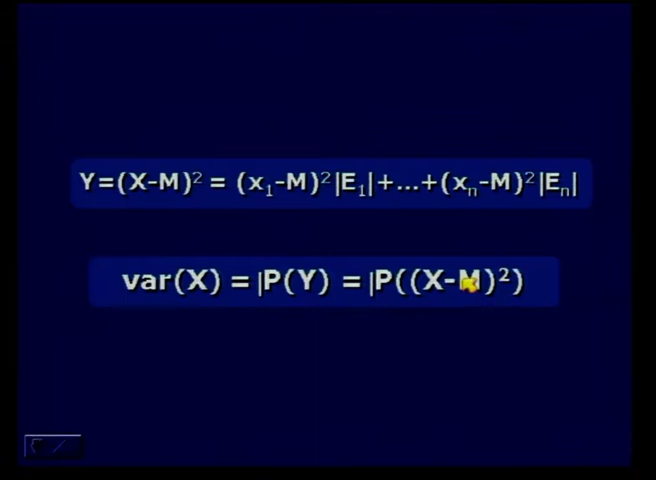 Y=(X-M)² = (x₁-M)²|E₁|+...+(xₙ-M)²|Eₙ|
var(X) = |P(Y) = |P((X-M)²)